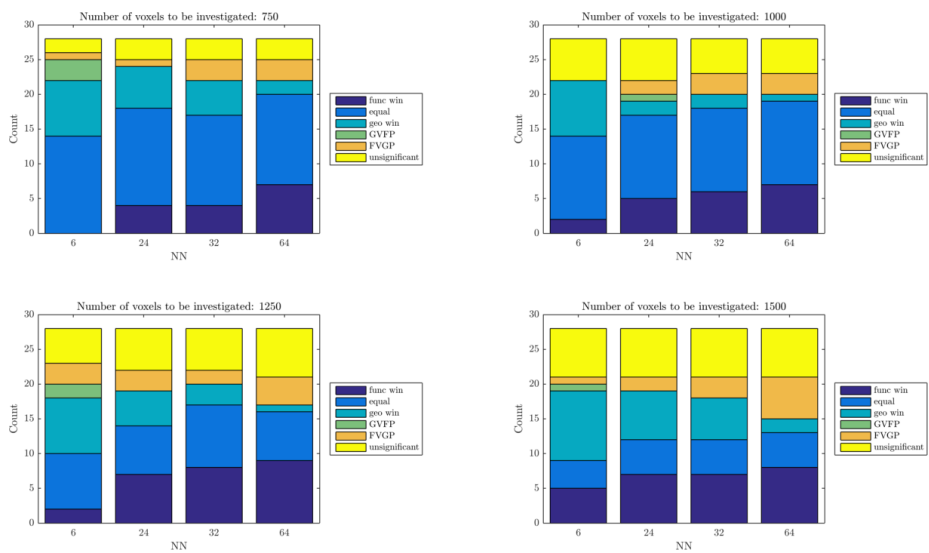 Number of voxels to be investigated: 750
30
25
20
15
10
5
0
Count
6 24 32 64
NN
func win
equal
geo win
GVFP
FVGP
unsignificant
Number of voxels to be investigated: 1000
30
25
20
15
10
5
0
Count
6 24 32 64
NN
func win
equal
geo win
GVFP
FVGP
unsignificant
Number of voxels to be investigated: 1250
30
25
20
15
10
5
0
Count
6 24 32 64
NN
func win
equal
geo win
GVFP
FVGP
unsignificant
Number of voxels to be investigated: 1500
30
25
20
15
10
5
0
Count
6 24 32 64
NN
func win
equal
geo win
GVFP
FVGP
unsignificant